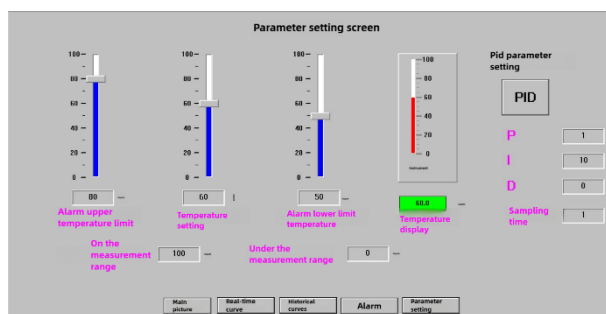 Parameter setting screen
100
80
60
40
20
0
100
80
60
40
20
0
100
80
60
40
20
0
100
80
60
40
20
0
Pid parameter
setting
PID
P
1
I
10
D
0
Sampling
time
1
80
60
50
60.0
Alarm upper
temperature limit
Temperature
setting
Alarm lower limit
temperature
Temperature
display
On the
measurement
range
100
Under the
measurement range
0
Main
picture
Real-time
curve
Historical
curves
Alarm
Parameter
setting